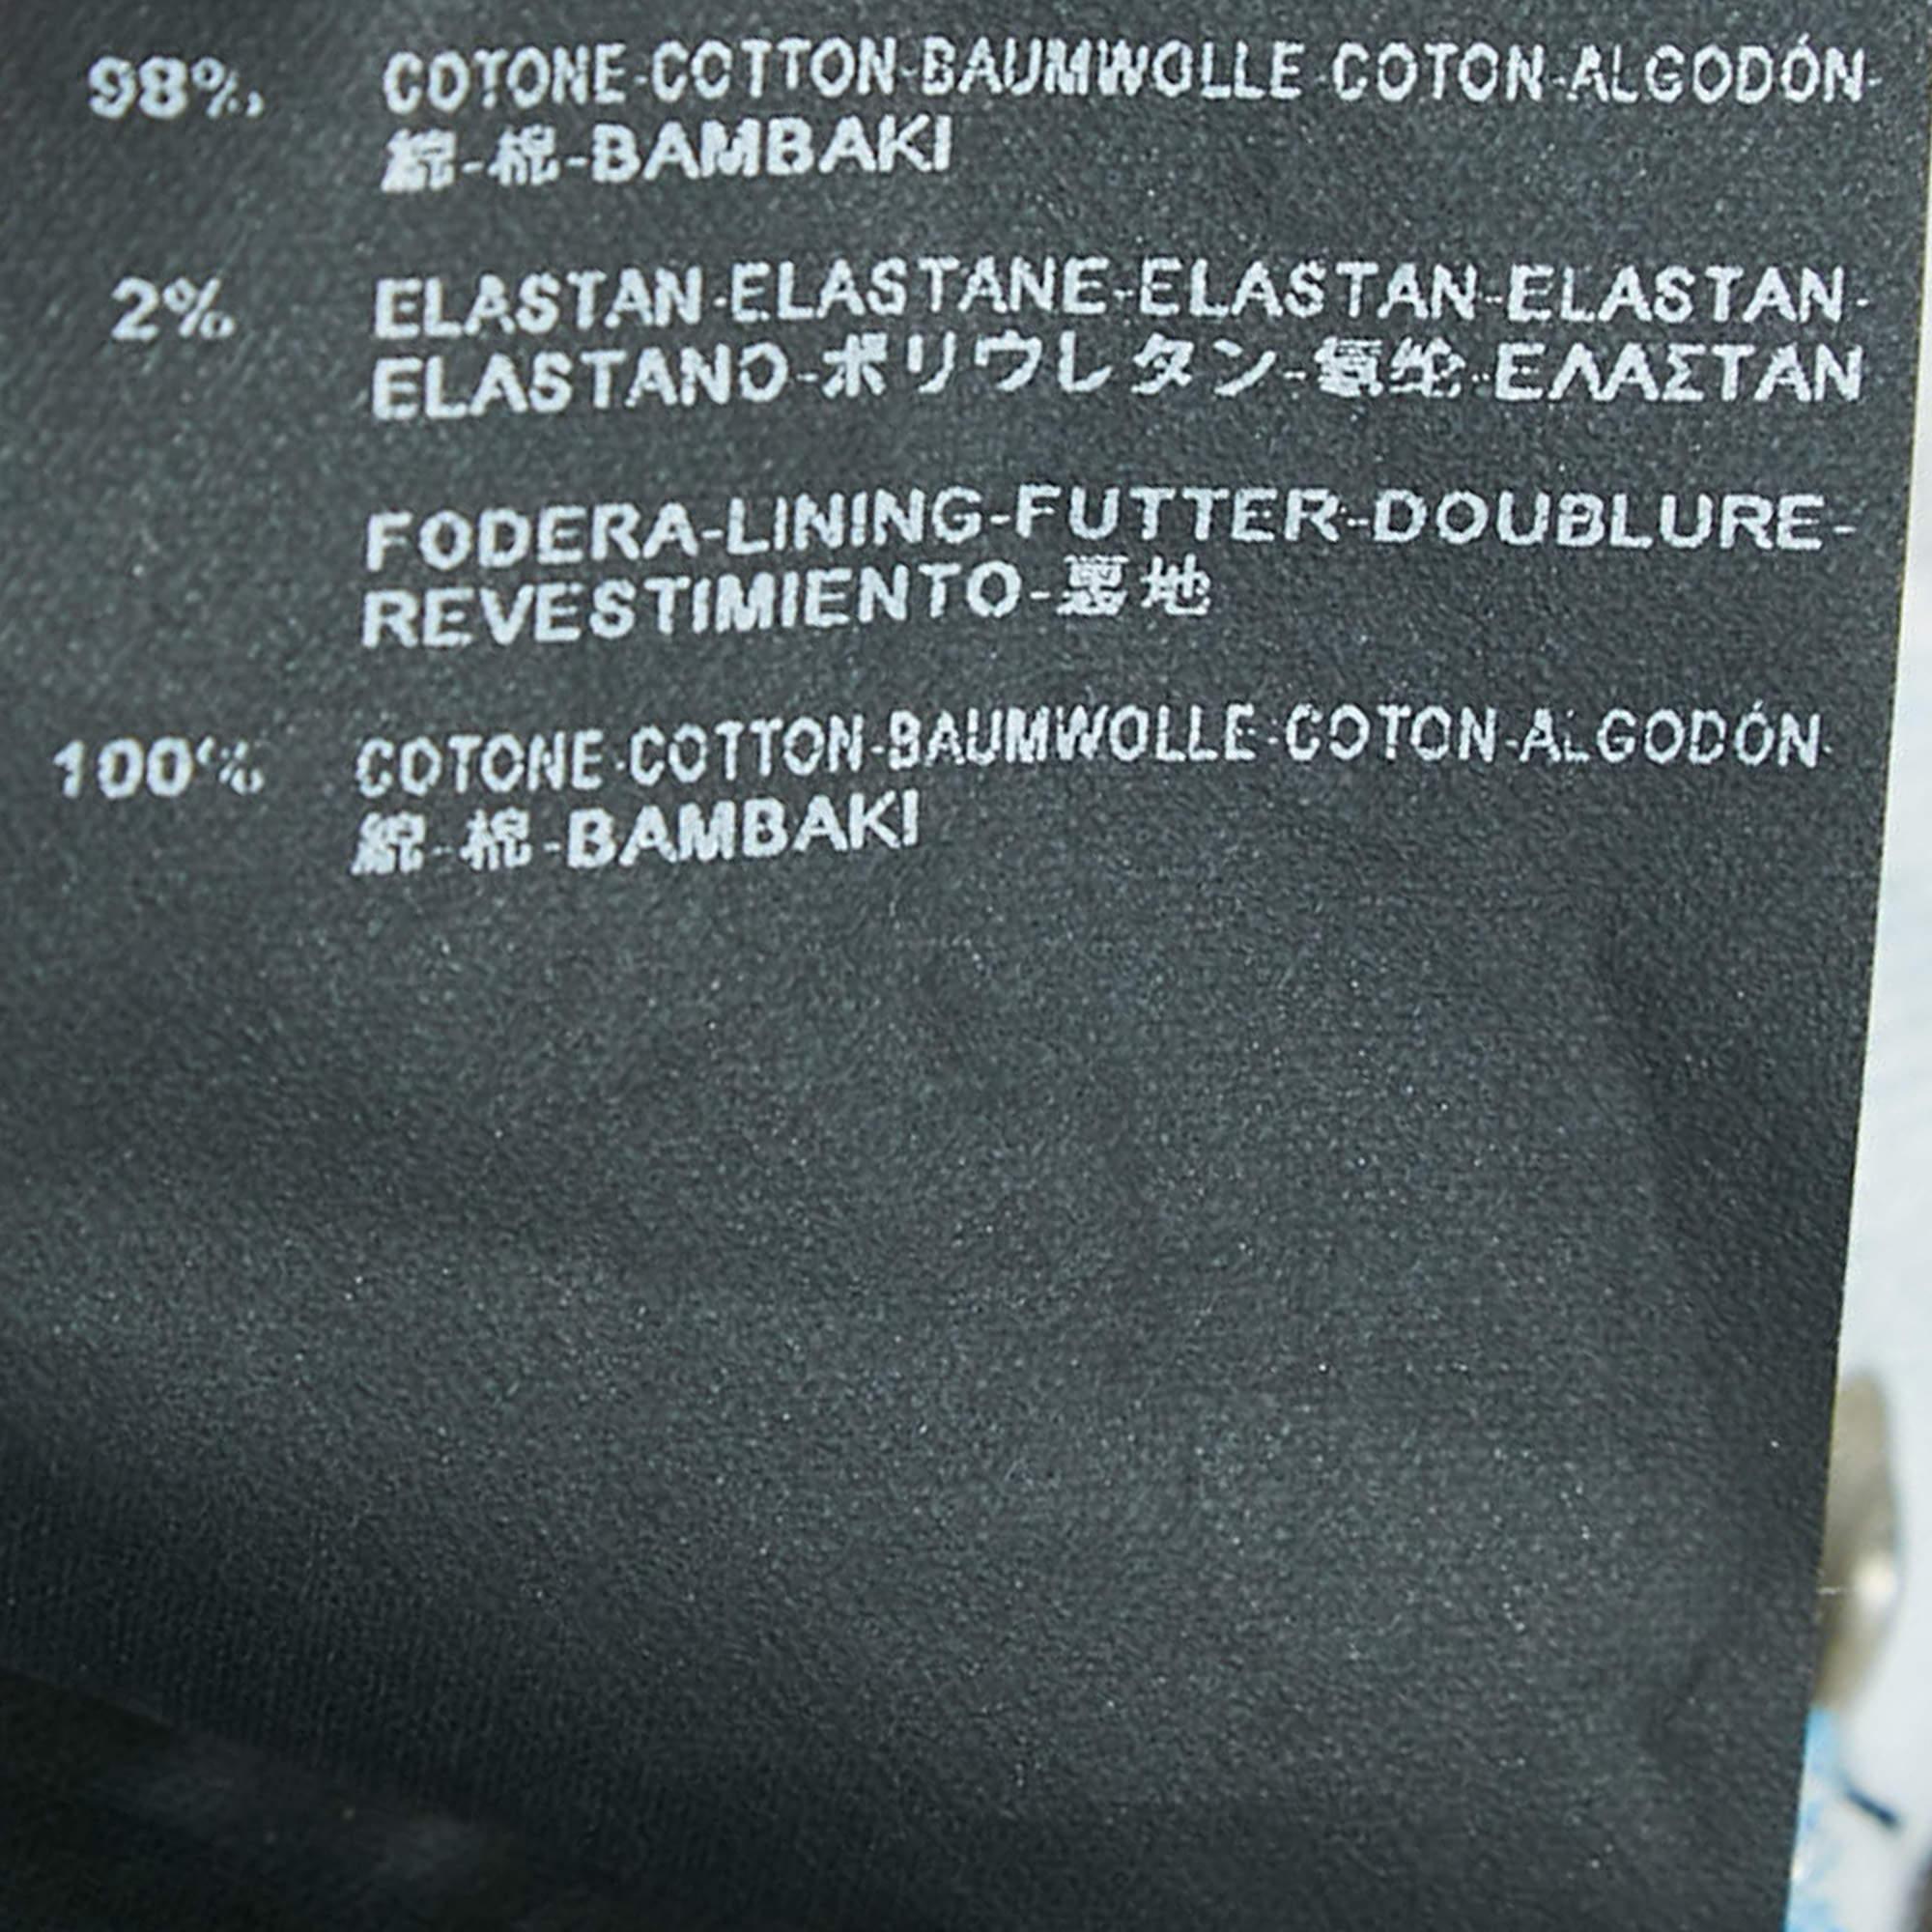 98% COTONE-COTTON-BAUMWOLLE-COTON-ALGODÓN-
綿-棉-BAMBAKI
2% ELASTAN-ELASTANE-ELASTAN-ELASTAN-
ELASTANO-ポリウレタン-氨纶-ΕΛΑΣΤΑΝ
FODERA-LINING-FUTTER-DOUBLURE-
REVESTIMIENTO-裏地
100% COTONE-COTTON-BAUMWOLLE-COTON-ALGODÓN-
綿-棉-BAMBAKI